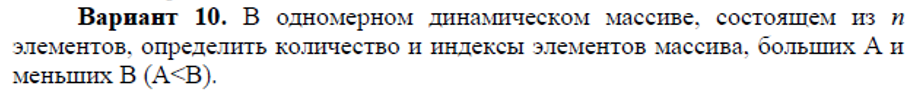 Вариант 10. В одномерном динамическом массиве, состоящем из n
элементов, определить количество и индексы элементов массива, больших А и
меньших В (А<В).